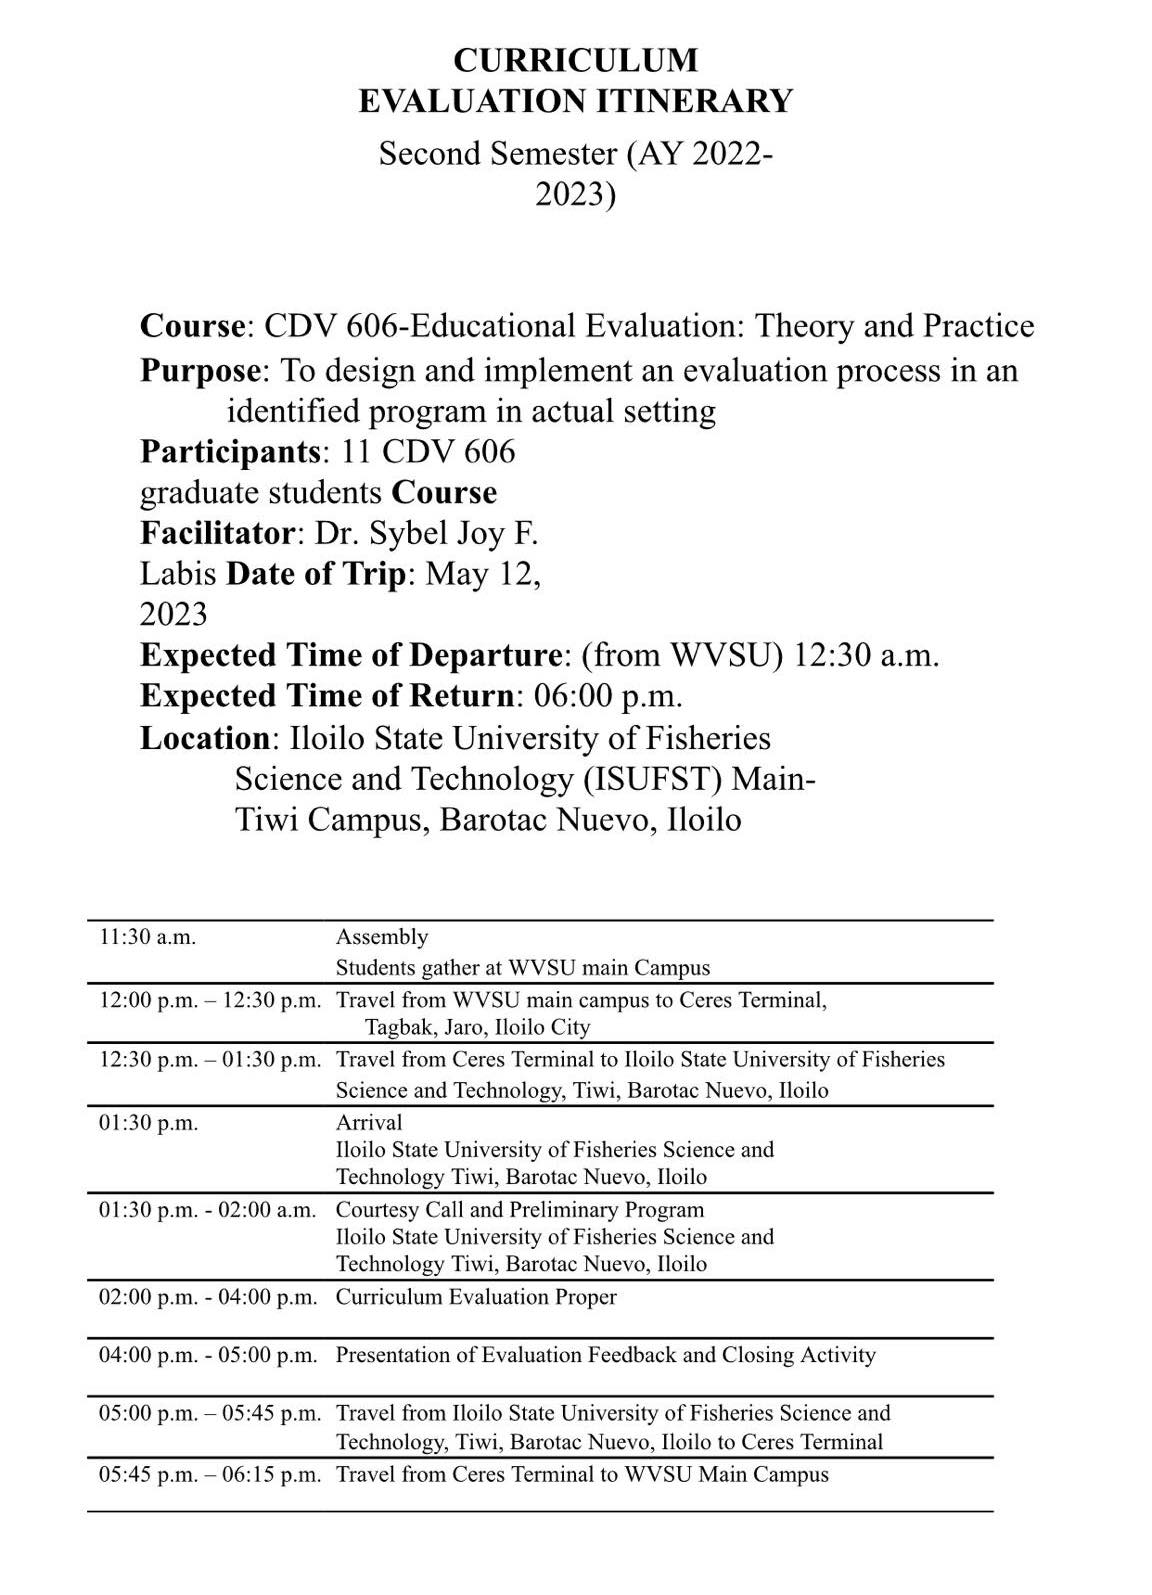 CURRICULUM
EVALUATION ITINERARY
Second Semester (AY 2022-
2023)
Course: CDV 606-Educational Evaluation: Theory and Practice
Purpose: To design and implement an evaluation process in an
identified program in actual setting
Participants: 11 CDV 606
graduate students Course
Facilitator: Dr. Sybel Joy F.
Labis Date of Trip: May 12,
2023
Expected Time of Departure: (from WVSU) 12:30 a.m.
Expected Time of Return: 06:00 p.m.
Location: Iloilo State University of Fisheries
Science and Technology (ISUFST) Main-
Tiwi Campus, Barotac Nuevo, Iloilo
11:30 a.m. Assembly
Students gather at WVSU main Campus
12:00 p.m. – 12:30 p.m. Travel from WVSU main campus to Ceres Terminal,
Tagbak, Jaro, Iloilo City
12:30 p.m. – 01:30 p.m. Travel from Ceres Terminal to Iloilo State University of Fisheries
Science and Technology, Tiwi, Barotac Nuevo, Iloilo
01:30 p.m. Arrival
Iloilo State University of Fisheries Science and
Technology Tiwi, Barotac Nuevo, Iloilo
01:30 p.m. - 02:00 a.m. Courtesy Call and Preliminary Program
Iloilo State University of Fisheries Science and
Technology Tiwi, Barotac Nuevo, Iloilo
02:00 p.m. - 04:00 p.m. Curriculum Evaluation Proper
04:00 p.m. - 05:00 p.m. Presentation of Evaluation Feedback and Closing Activity
05:00 p.m. – 05:45 p.m. Travel from Iloilo State University of Fisheries Science and
Technology, Tiwi, Barotac Nuevo, Iloilo to Ceres Terminal
05:45 p.m. – 06:15 p.m. Travel from Ceres Terminal to WVSU Main Campus